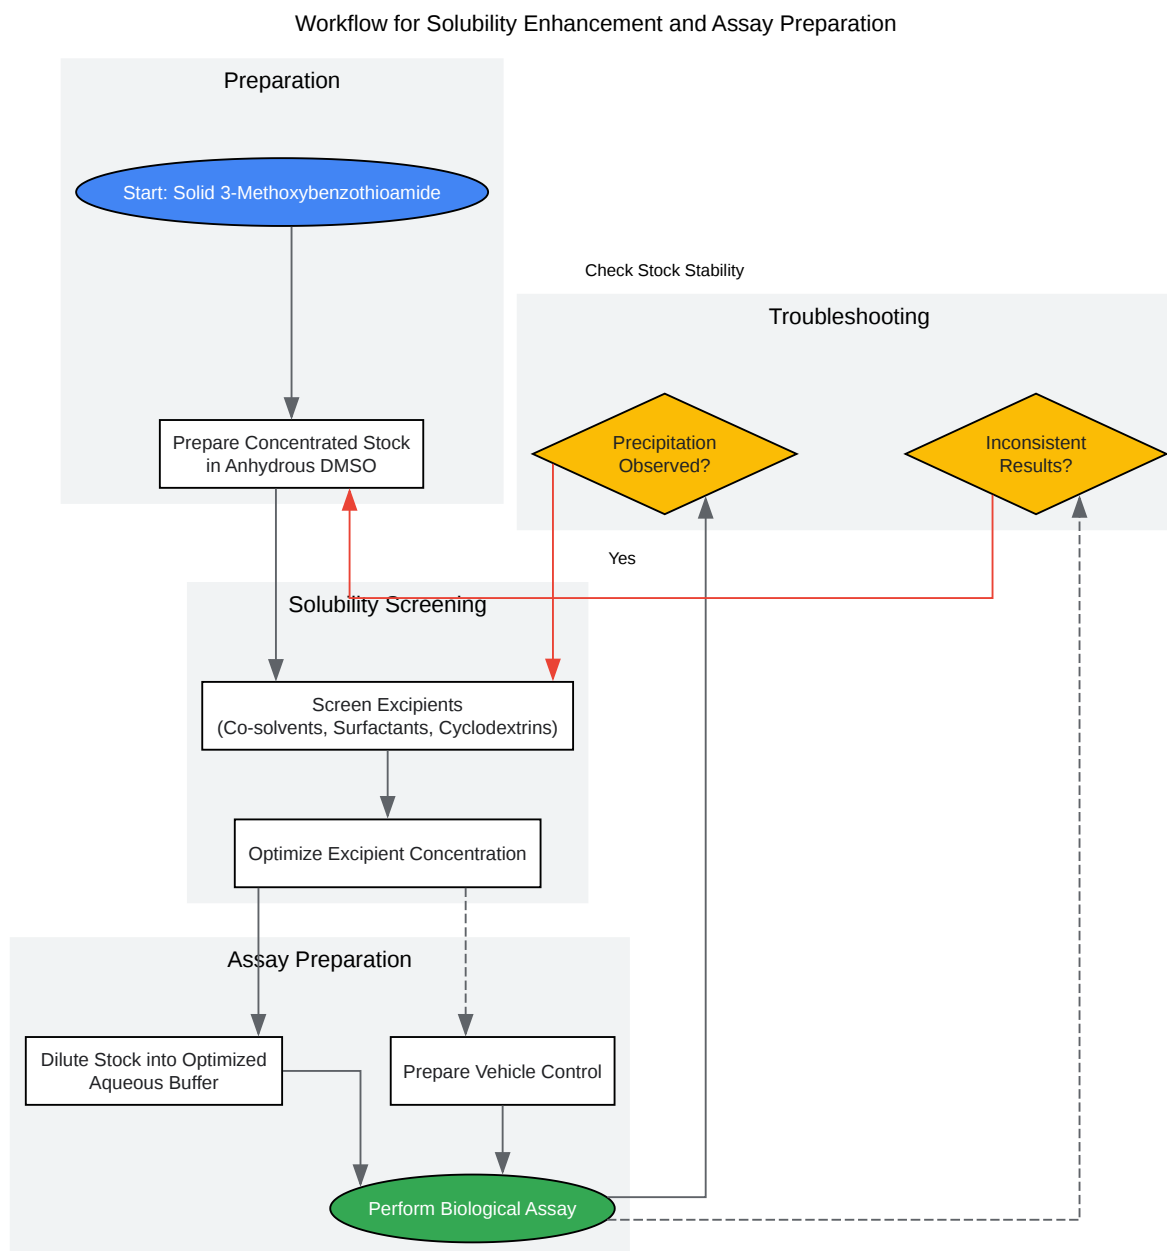 Workflow for Solubility Enhancement and Assay Preparation
Preparation
Start: Solid 3-Methoxybenzothioamide
Check Stock Stability
Troubleshooting
Prepare Concentrated Stock
in Anhydrous DMSO
Precipitation
Observed?
Inconsistent
Results?
Yes
Solubility Screening
Screen Excipients
(Co-solvents, Surfactants, Cyclodextrins)
Optimize Excipient Concentration
Assay Preparation
Dilute Stock into Optimized
Aqueous Buffer
Prepare Vehicle Control
Perform Biological Assay